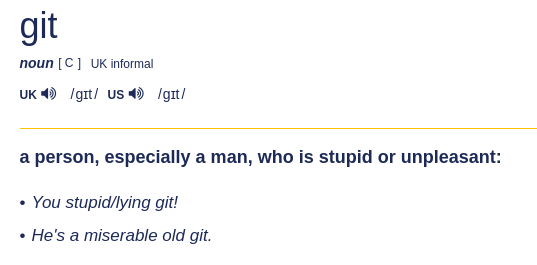 git
noun [ C ] UK informal
UK /ɡɪt/ US /ɡɪt/
a person, especially a man, who is stupid or unpleasant:
• You stupid/lying git!
• He's a miserable old git.